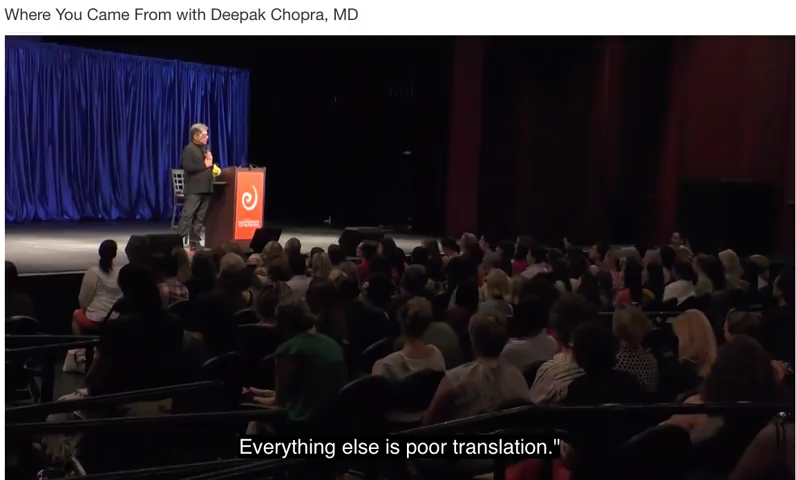 Where You Came From with Deepak Chopra, MD
Everything else is poor translation."